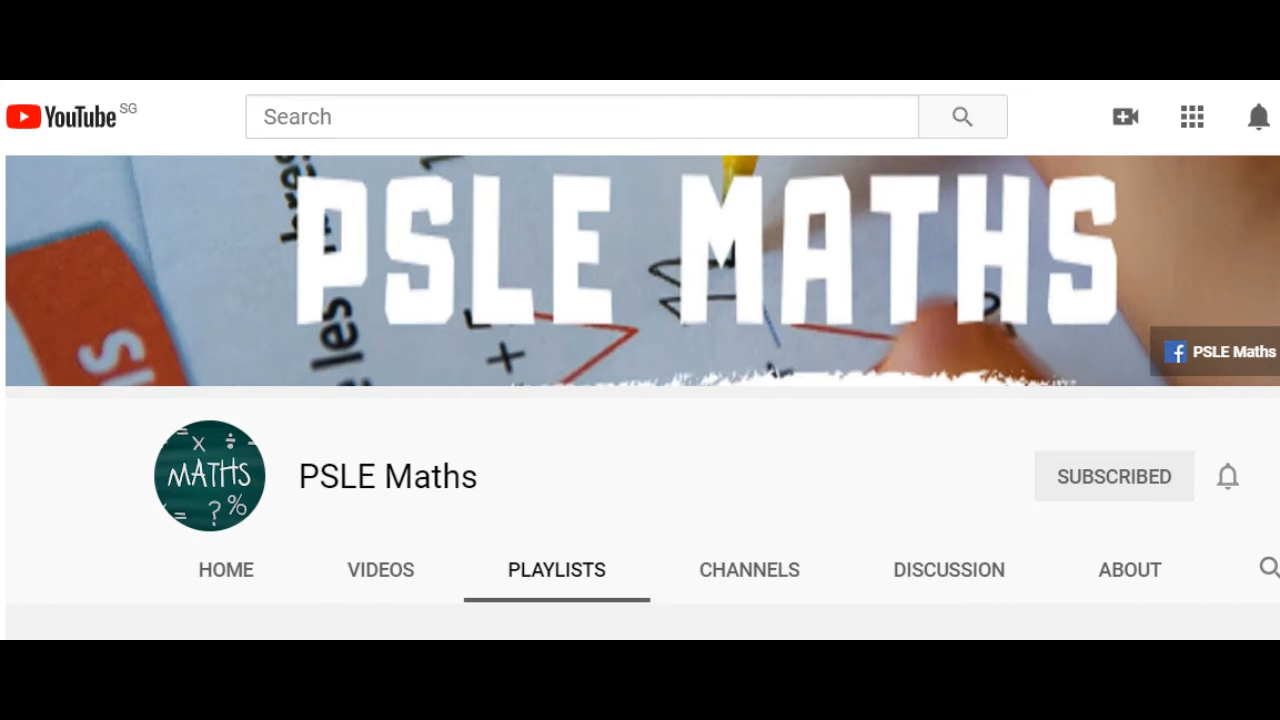 YouTube SG
Search
PSLE MATHS
PSLE Maths
x ÷ -
MATHS
= ? %
PSLE Maths
SUBSCRIBED
HOME
VIDEOS
PLAYLISTS
CHANNELS
DISCUSSION
ABOUT